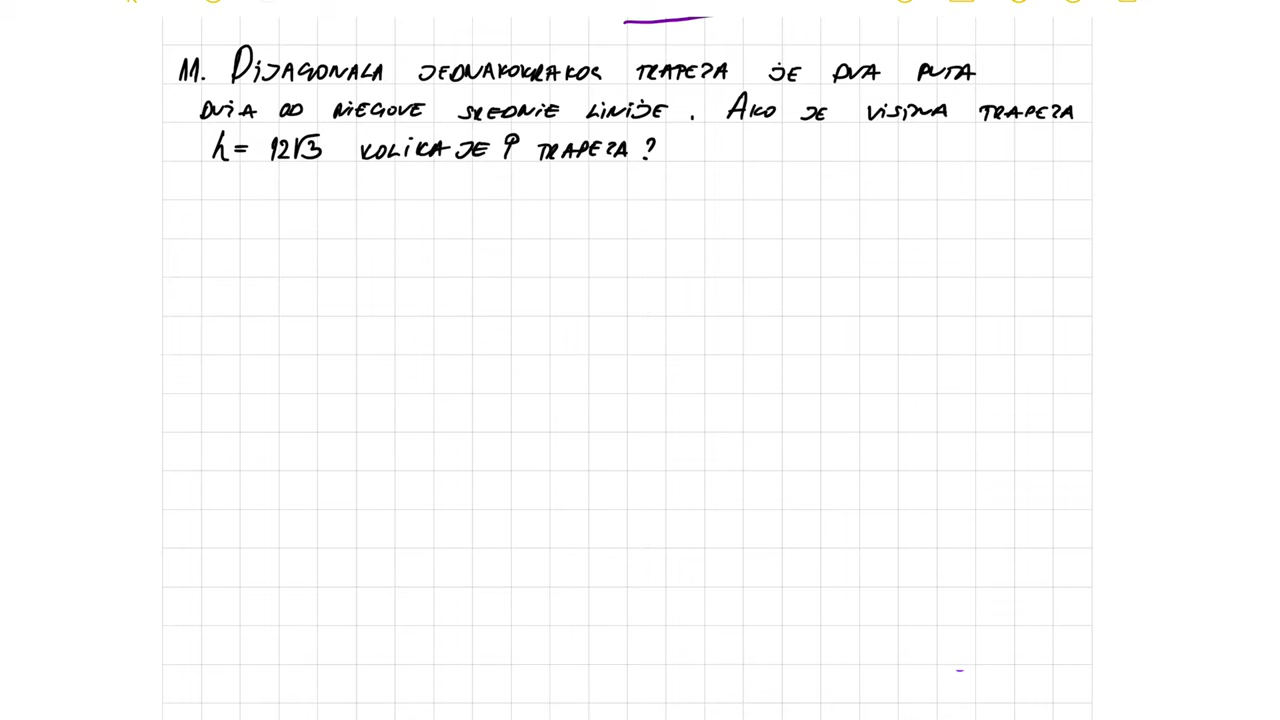 11. DIJAGONALA JEDNAKOKRAKOG TRAPEZA JE DVA PUTA
DUŽA OD NJEGOVE SREDNJE LINIJE. AKO JE VISINA TRAPEZA
h= 12√3 KOLIKA JE P TRAPEZA?